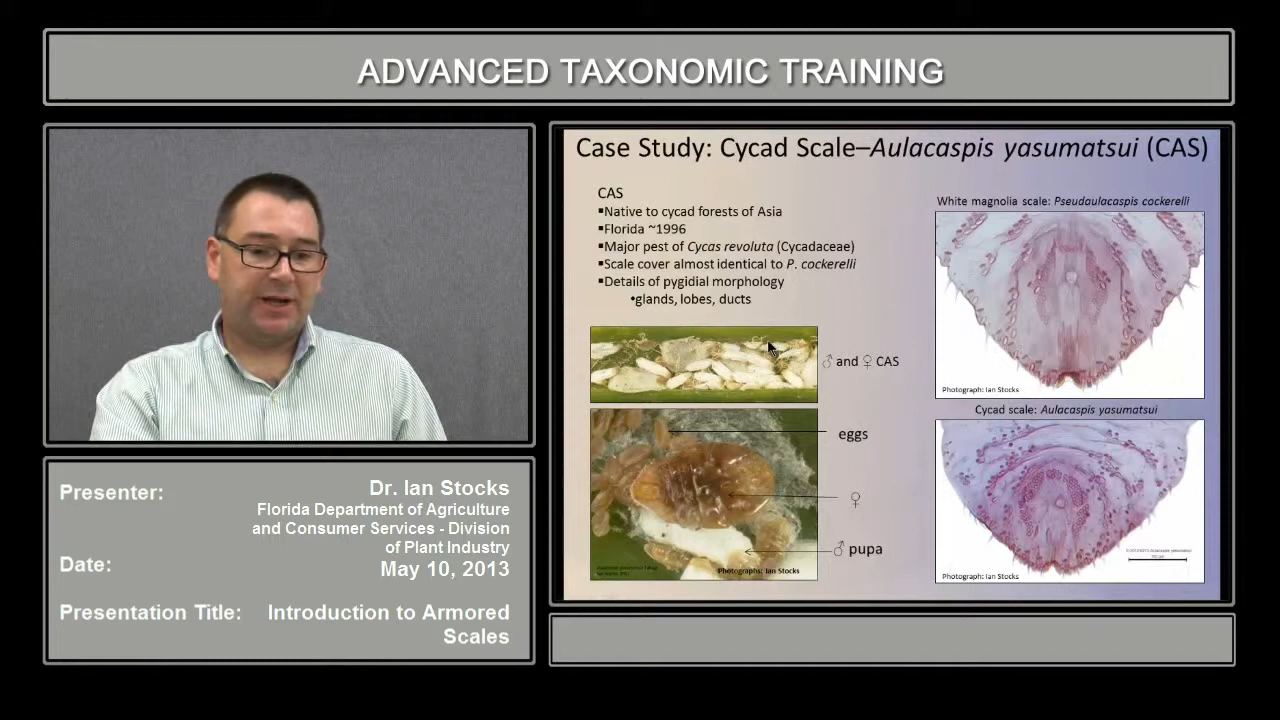 ADVANCED TAXONOMIC TRAINING
Presenter:
Dr. Ian Stocks
Florida Department of Agriculture
and Consumer Services - Division
of Plant Industry
Date:
May 10, 2013
Presentation Title:
Introduction to Armored
Scales
Case Study: Cycad Scale–Aulacaspis yasumatsui (CAS)
CAS
▪Native to cycad forests of Asia
▪Florida ~1996
▪Major pest of Cycas revoluta (Cycadaceae)
▪Scale cover almost identical to P. cockerelli
▪Details of pygidial morphology
•glands, lobes, ducts
♂ and ♀ CAS
eggs
♀
♂ pupa
Photographs: Ian Stocks
White magnolia scale: Pseudaulacaspis cockerelli
Photograph: Ian Stocks
Cycad scale: Aulacaspis yasumatsui
Photograph: Ian Stocks